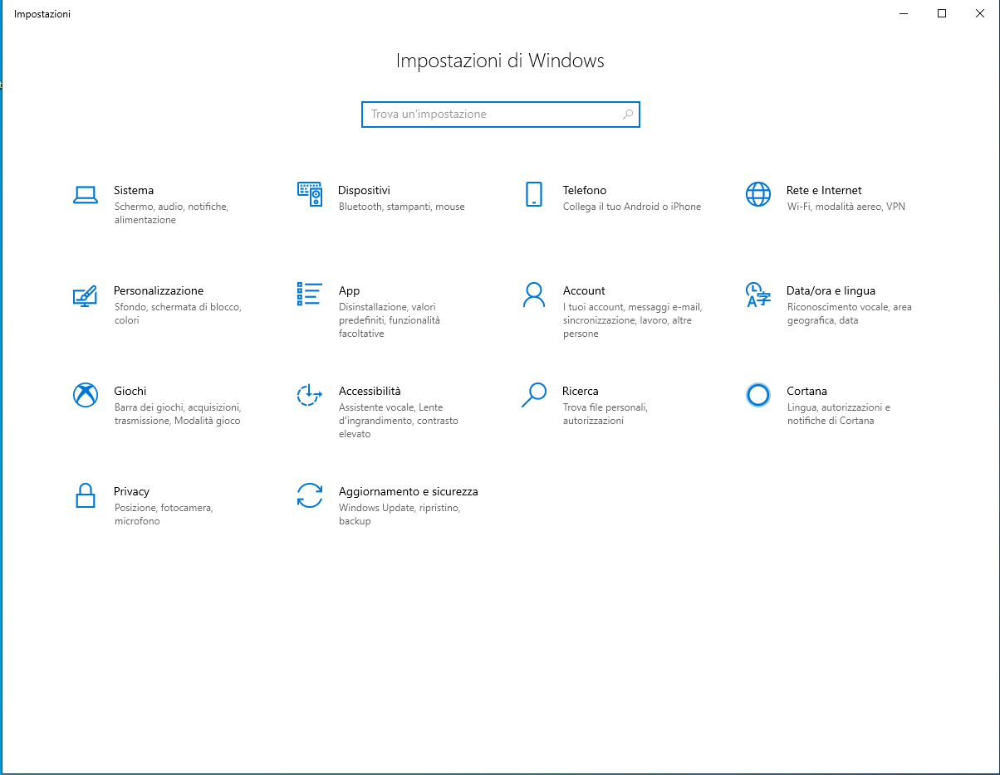 Impostazioni
Impostazioni di Windows
Trova un'impostazione
Sistema
Schermo, audio, notifiche,
alimentazione
Dispositivi
Bluetooth, stampanti, mouse
Telefono
Collega il tuo Android o iPhone
Rete e Internet
Wi-Fi, modalità aereo, VPN
Personalizzazione
Sfondo, schermata di blocco,
colori
App
Disinstallazione, valori
predefiniti, funzionalità
facoltative
Account
I tuoi account, messaggi e-mail,
sincronizzazione, lavoro, altre
persone
Data/ora e lingua
Riconoscimento vocale, area
geografica, data
Giochi
Barra dei giochi, acquisizioni,
trasmissione, Modalità gioco
Accessibilità
Assistente vocale, Lente
d'ingrandimento, contrasto
elevato
Ricerca
Trova file personali,
autorizzazioni
Cortana
Lingua, autorizzazioni e
notifiche di Cortana
Privacy
Posizione, fotocamera,
microfono
Aggiornamento e sicurezza
Windows Update, ripristino,
backup